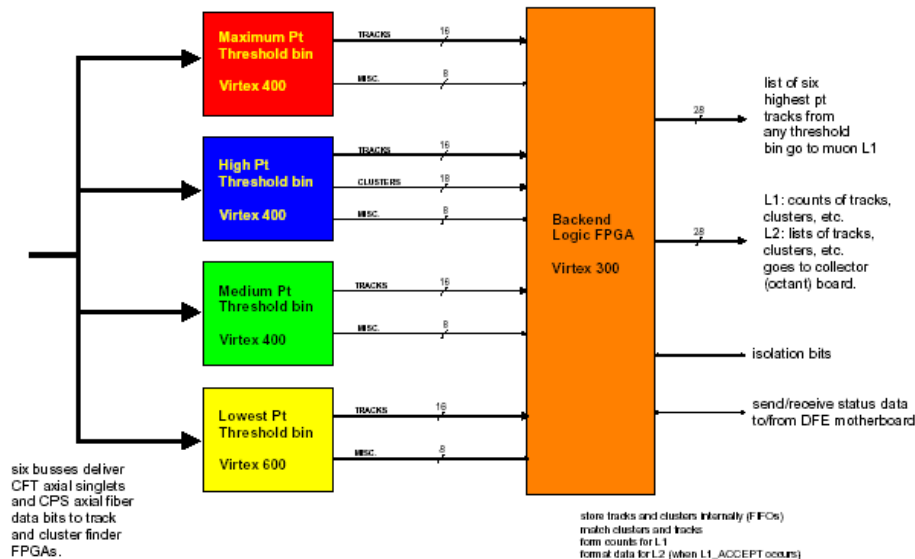 Maximum Pt
Threshold bin
Virtex 400
TRACKS
16
MISC.
8
High Pt
Threshold bin
Virtex 400
TRACKS
16
CLUSTERS
18
MISC.
8
Medium Pt
Threshold bin
Virtex 400
TRACKS
16
MISC.
8
Lowest Pt
Threshold bin
Virtex 600
TRACKS
16
MISC.
8
Backend
Logic FPGA
Virtex 300
28
list of six
highest pt
tracks from
any threshold
bin go to muon L1
28
L1: counts of tracks,
clusters, etc.
L2: lists of tracks,
clusters, etc.
goes to collector
(octant) board.
isolation bits
send/receive status data
to/from DFE motherboard
six busses deliver
CFT axial singlets
and CPS axial fiber
data bits to track
and cluster finder
FPGAs.
store tracks and clusters internally (FIFOs)
match clusters and tracks
form counts for L1
format data for L2 (when L1_ACCEPT occurs)